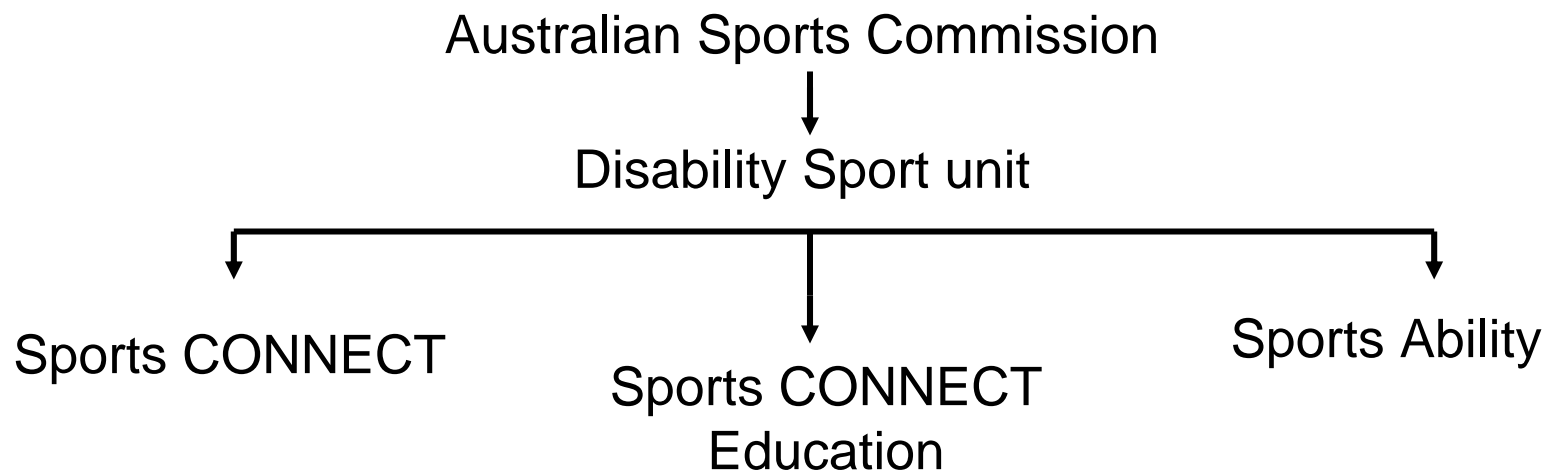 Australian Sports Commission
Disability Sport unit
Sports CONNECT
Sports CONNECT
Education
Sports Ability